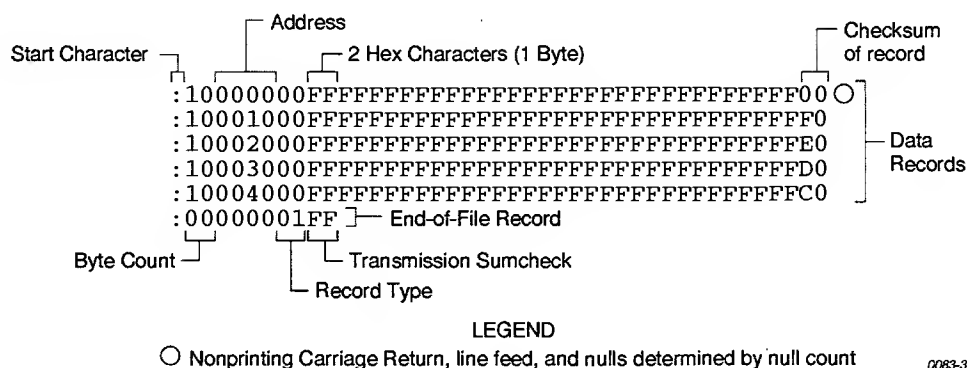 Address
Checksum of record
Start Character
2 Hex Characters (1 Byte)
:10000000FFFFFFFFFFFFFFFFFFFFFFFFFFFFFFFF00
:10001000FFFFFFFFFFFFFFFFFFFFFFFFFFFFFFFFF0
:10002000FFFFFFFFFFFFFFFFFFFFFFFFFFFFFFFFE0
:10003000FFFFFFFFFFFFFFFFFFFFFFFFFFFFFFFFD0
:10004000FFFFFFFFFFFFFFFFFFFFFFFFFFFFFFFFC0
Data Records
:00000001FF
End-of-File Record
Byte Count
Transmission Sumcheck
Record Type
LEGEND
○ Nonprinting Carriage Return, line feed, and nulls determined by null count
0083-3